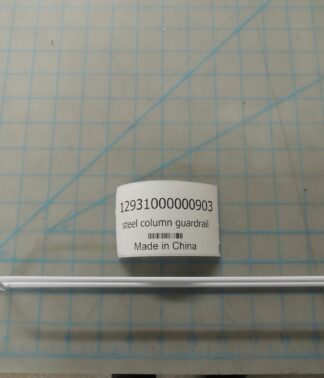 12931000000903
steel column guardrail
Made in China